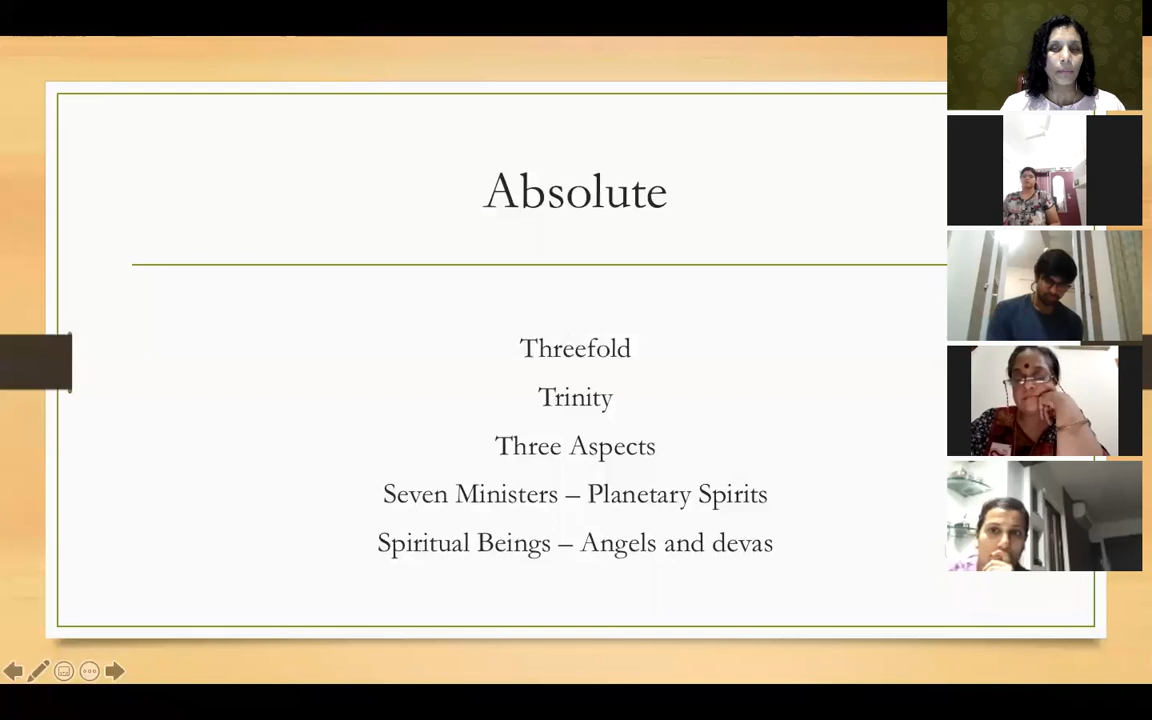 Absolute
Threefold
Trinity
Three Aspects
Seven Ministers – Planetary Spirits
Spiritual Beings – Angels and devas